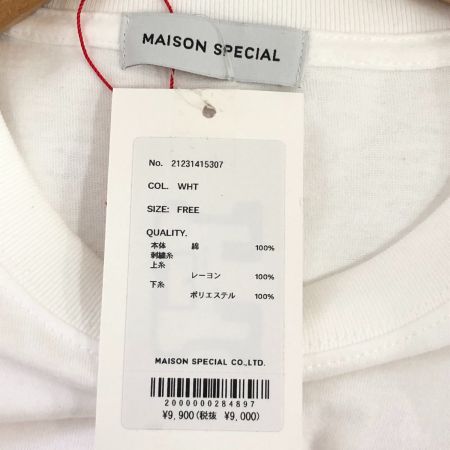 MAISON SPECIAL
No. 21231415307
COL. WHT
SIZE: FREE
QUALITY.
本体 綿 100%
刺繍糸
上糸 レーヨン 100%
下糸 ポリエステル 100%
MAISON SPECIAL CO.,LTD.
2000000284897
¥9,900(税抜 ¥9,000)